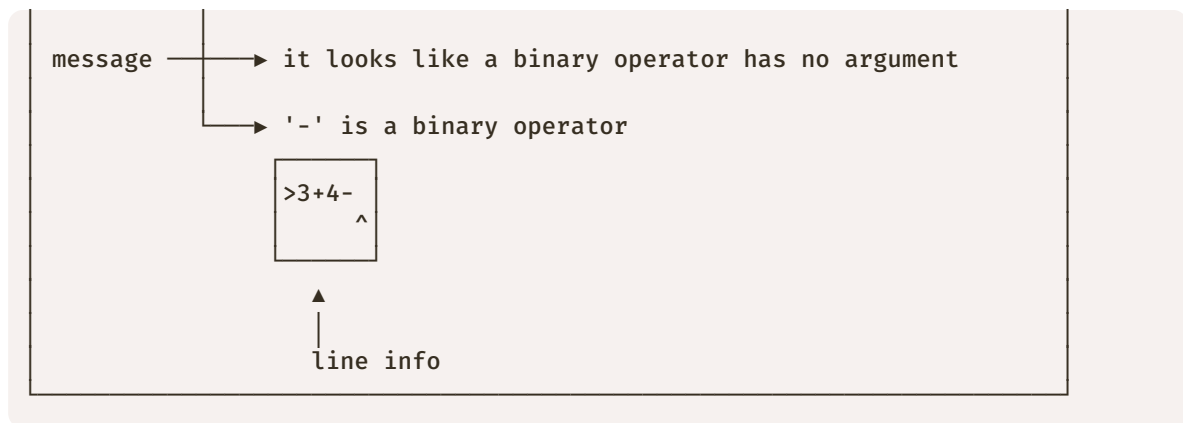 message ──────▶ it looks like a binary operator has no argument
'-' is a binary operator
>3+4-
^
line info